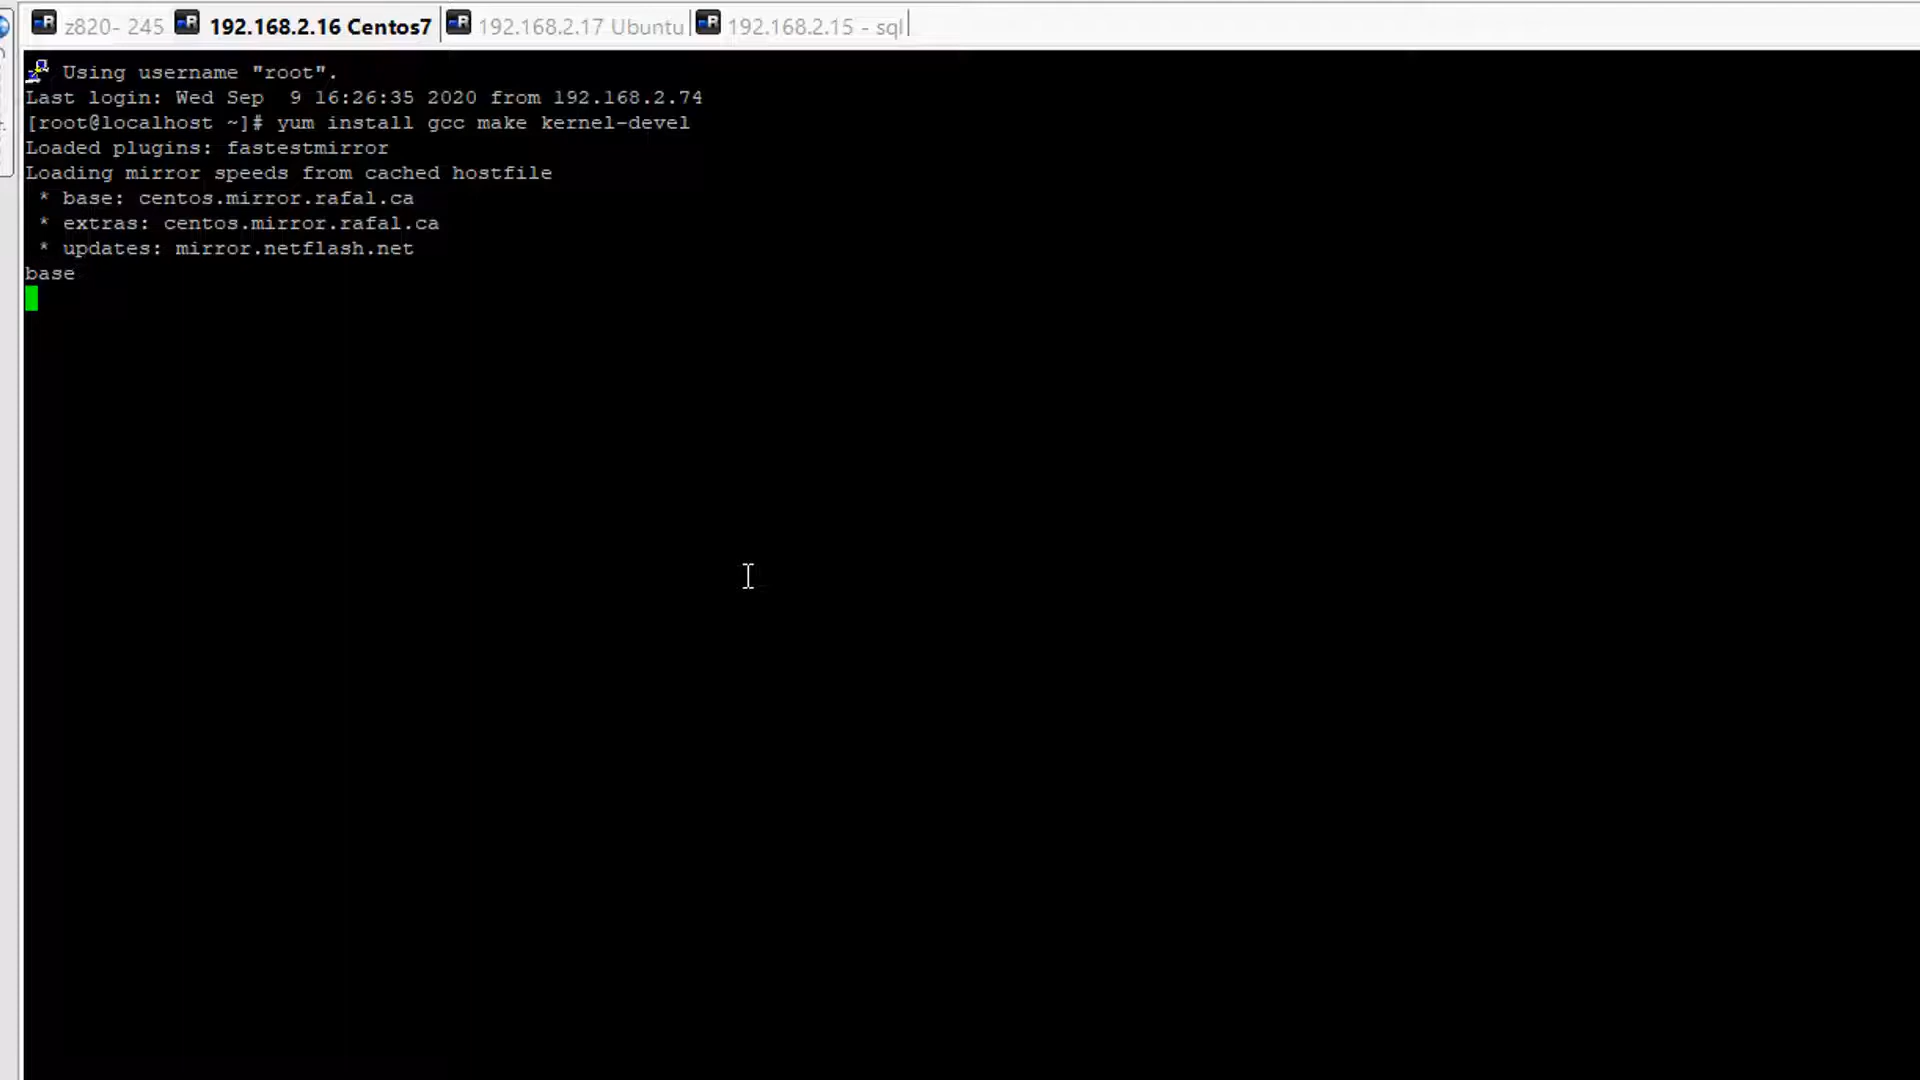 z820- 245 192.168.2.16 Centos7 192.168.2.17 Ubuntu 192.168.2.15 - sql
Using username "root".
Last login: Wed Sep  9 16:26:35 2020 from 192.168.2.74
[root@localhost ~]# yum install gcc make kernel-devel
Loaded plugins: fastestmirror
Loading mirror speeds from cached hostfile
 * base: centos.mirror.rafal.ca
 * extras: centos.mirror.rafal.ca
 * updates: mirror.netflash.net
base